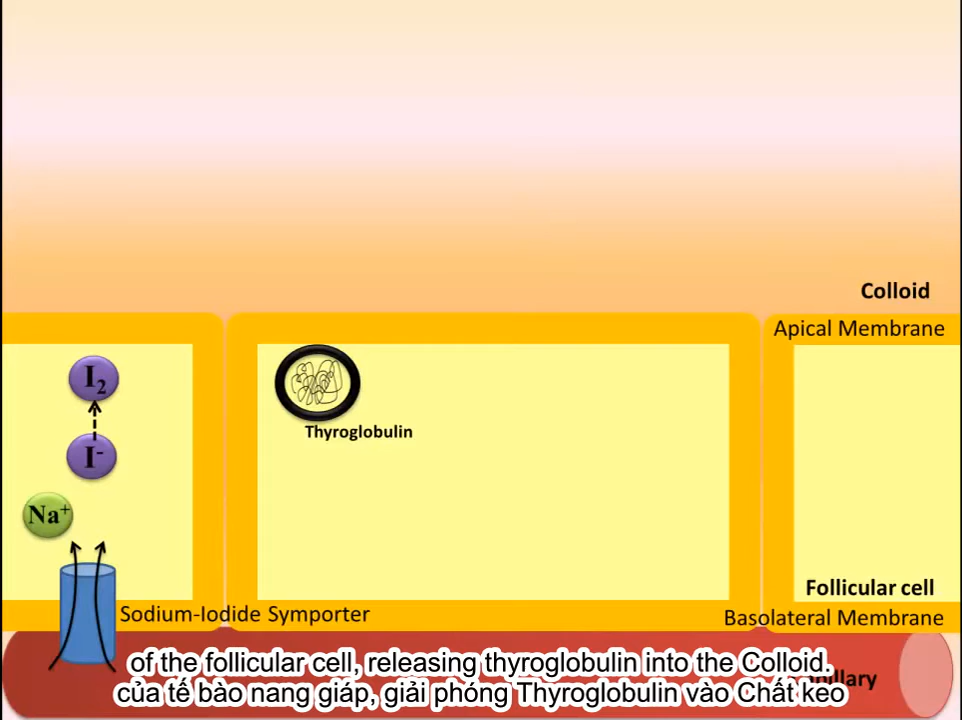 Colloid
Apical Membrane
I₂
Thyroglobulin
I⁻
Na⁺
Follicular cell
Sodium-Iodide Symporter
Basolateral Membrane
of the follicular cell, releasing thyroglobulin into the Colloid.
của tế bào nang giáp, giải phóng Thyroglobulin vào Chất keo